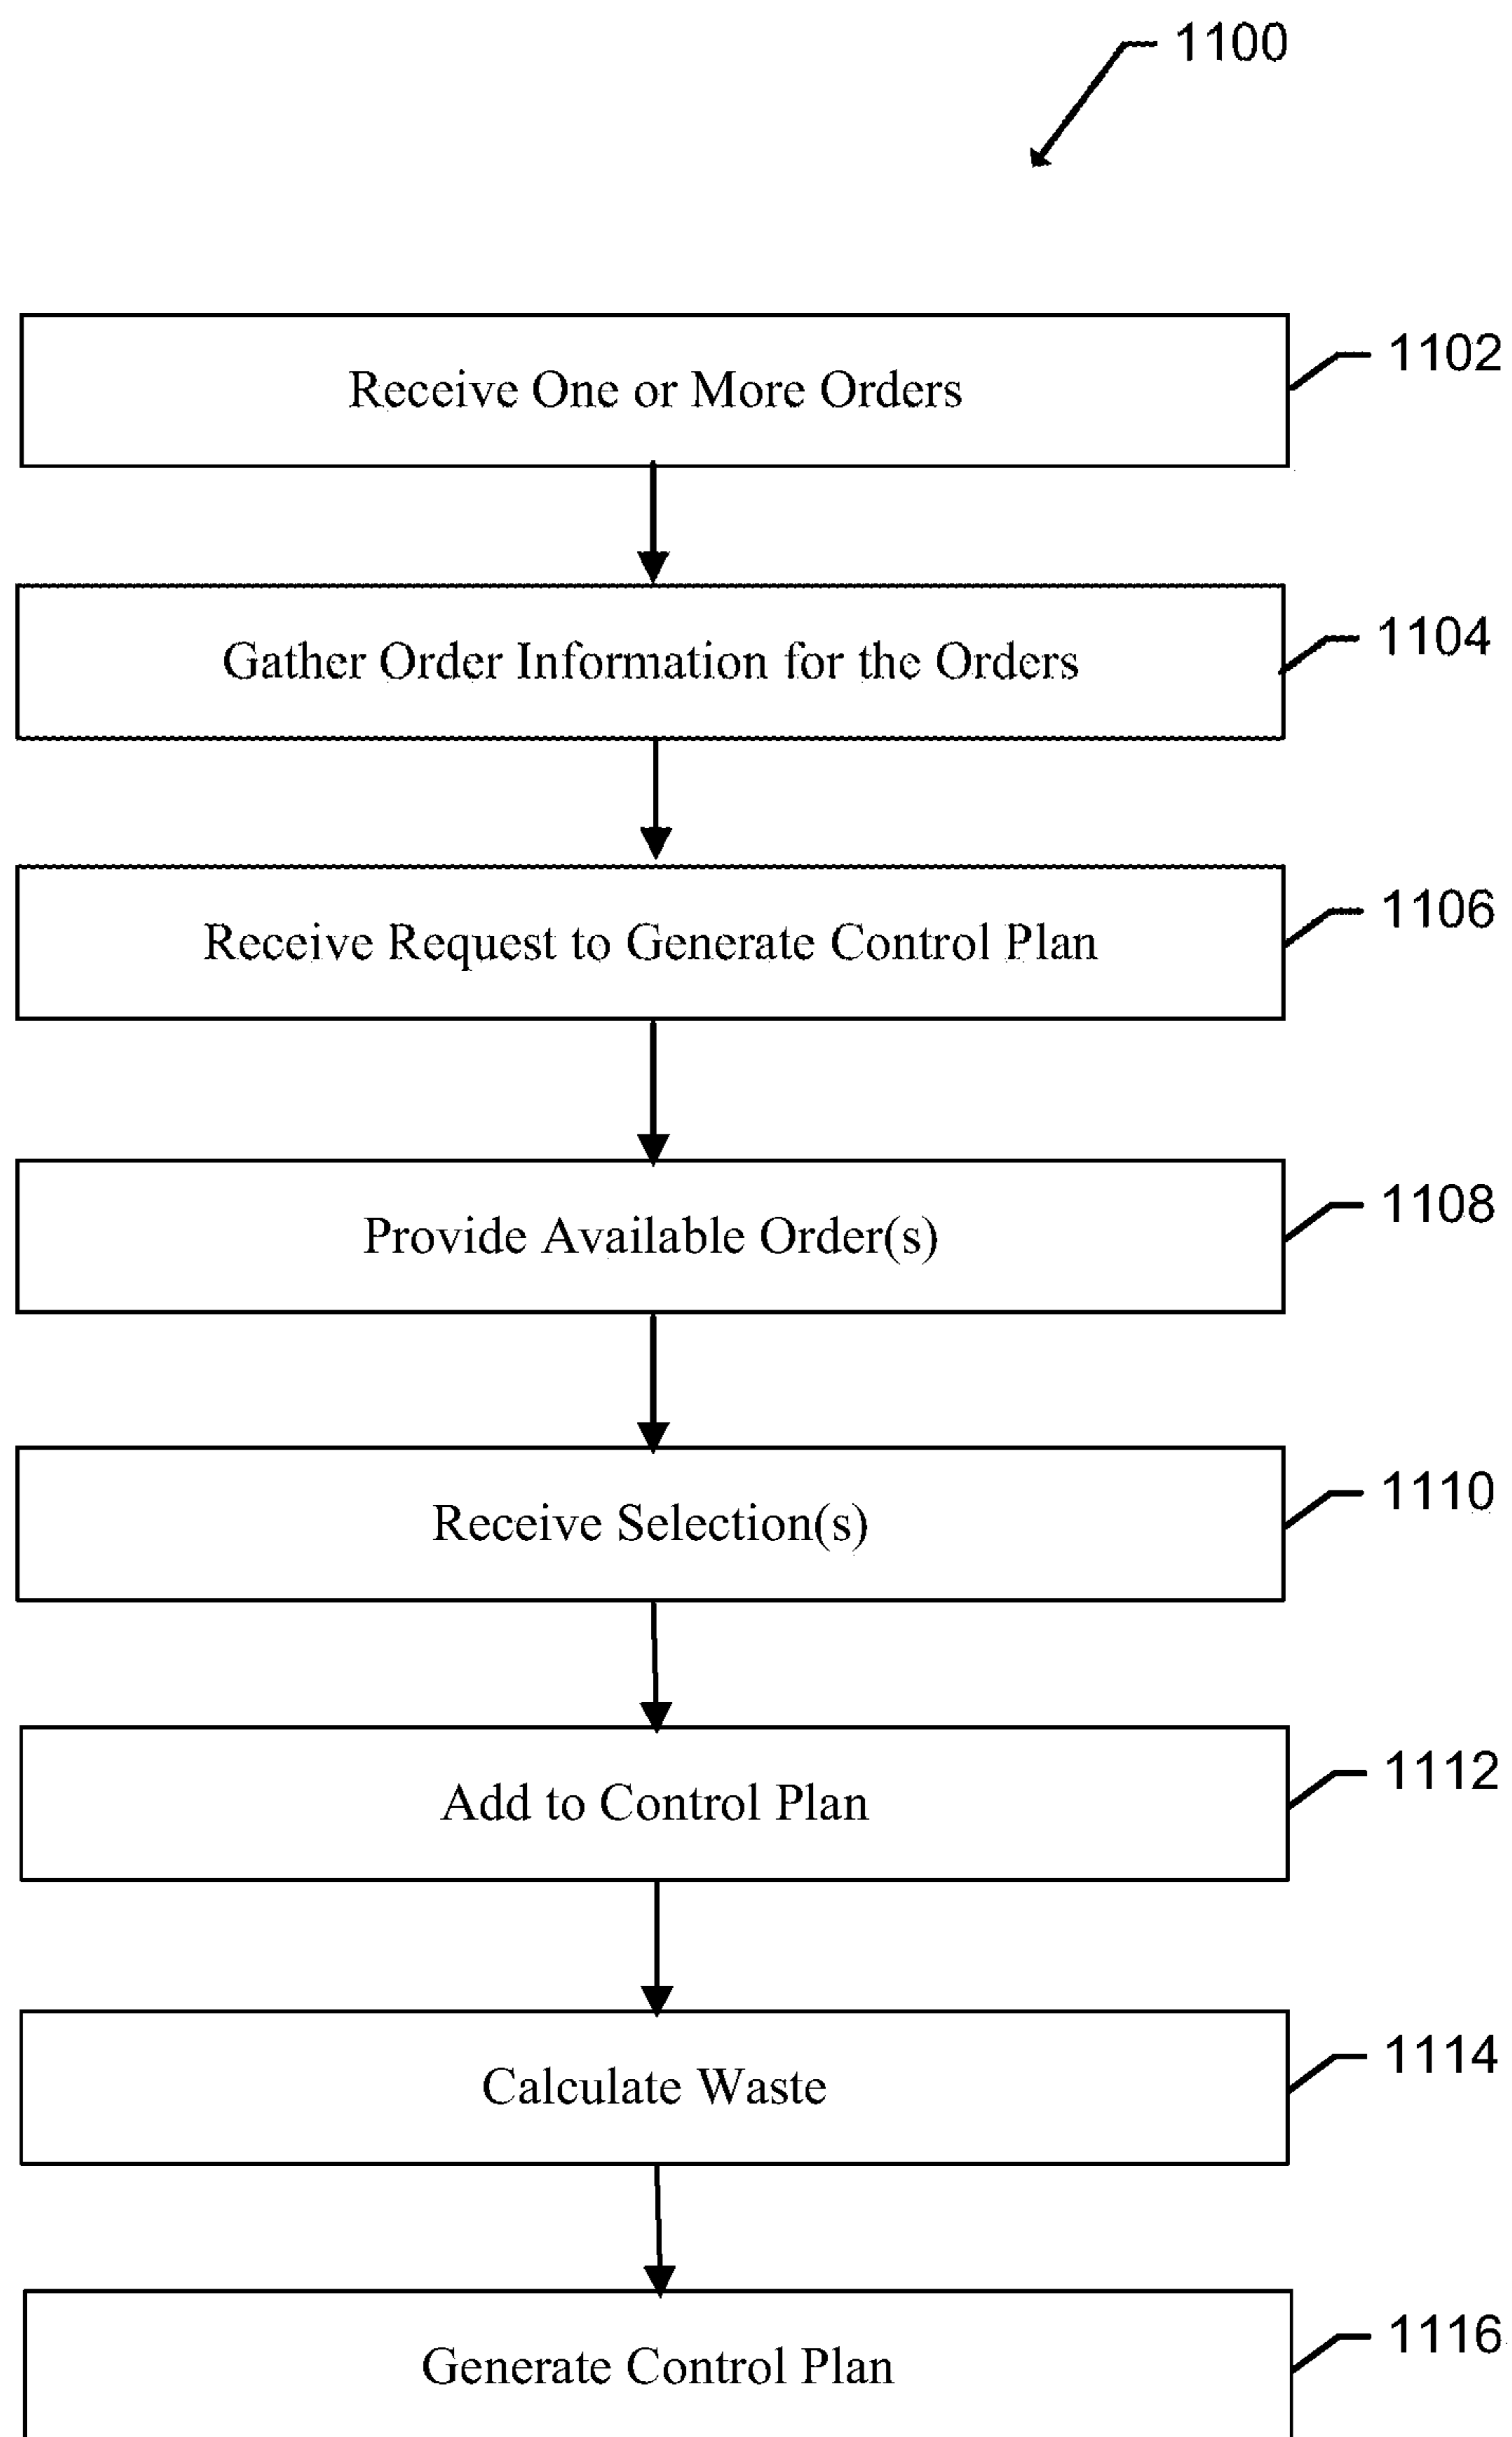 1100
Receive One or More Orders
1102
Gather Order Information for the Orders
1104
Receive Request to Generate Control Plan
1106
Provide Available Order(s)
1108
Receive Selection(s)
1110
Add to Control Plan
1112
Calculate Waste
1114
Generate Control Plan
1116